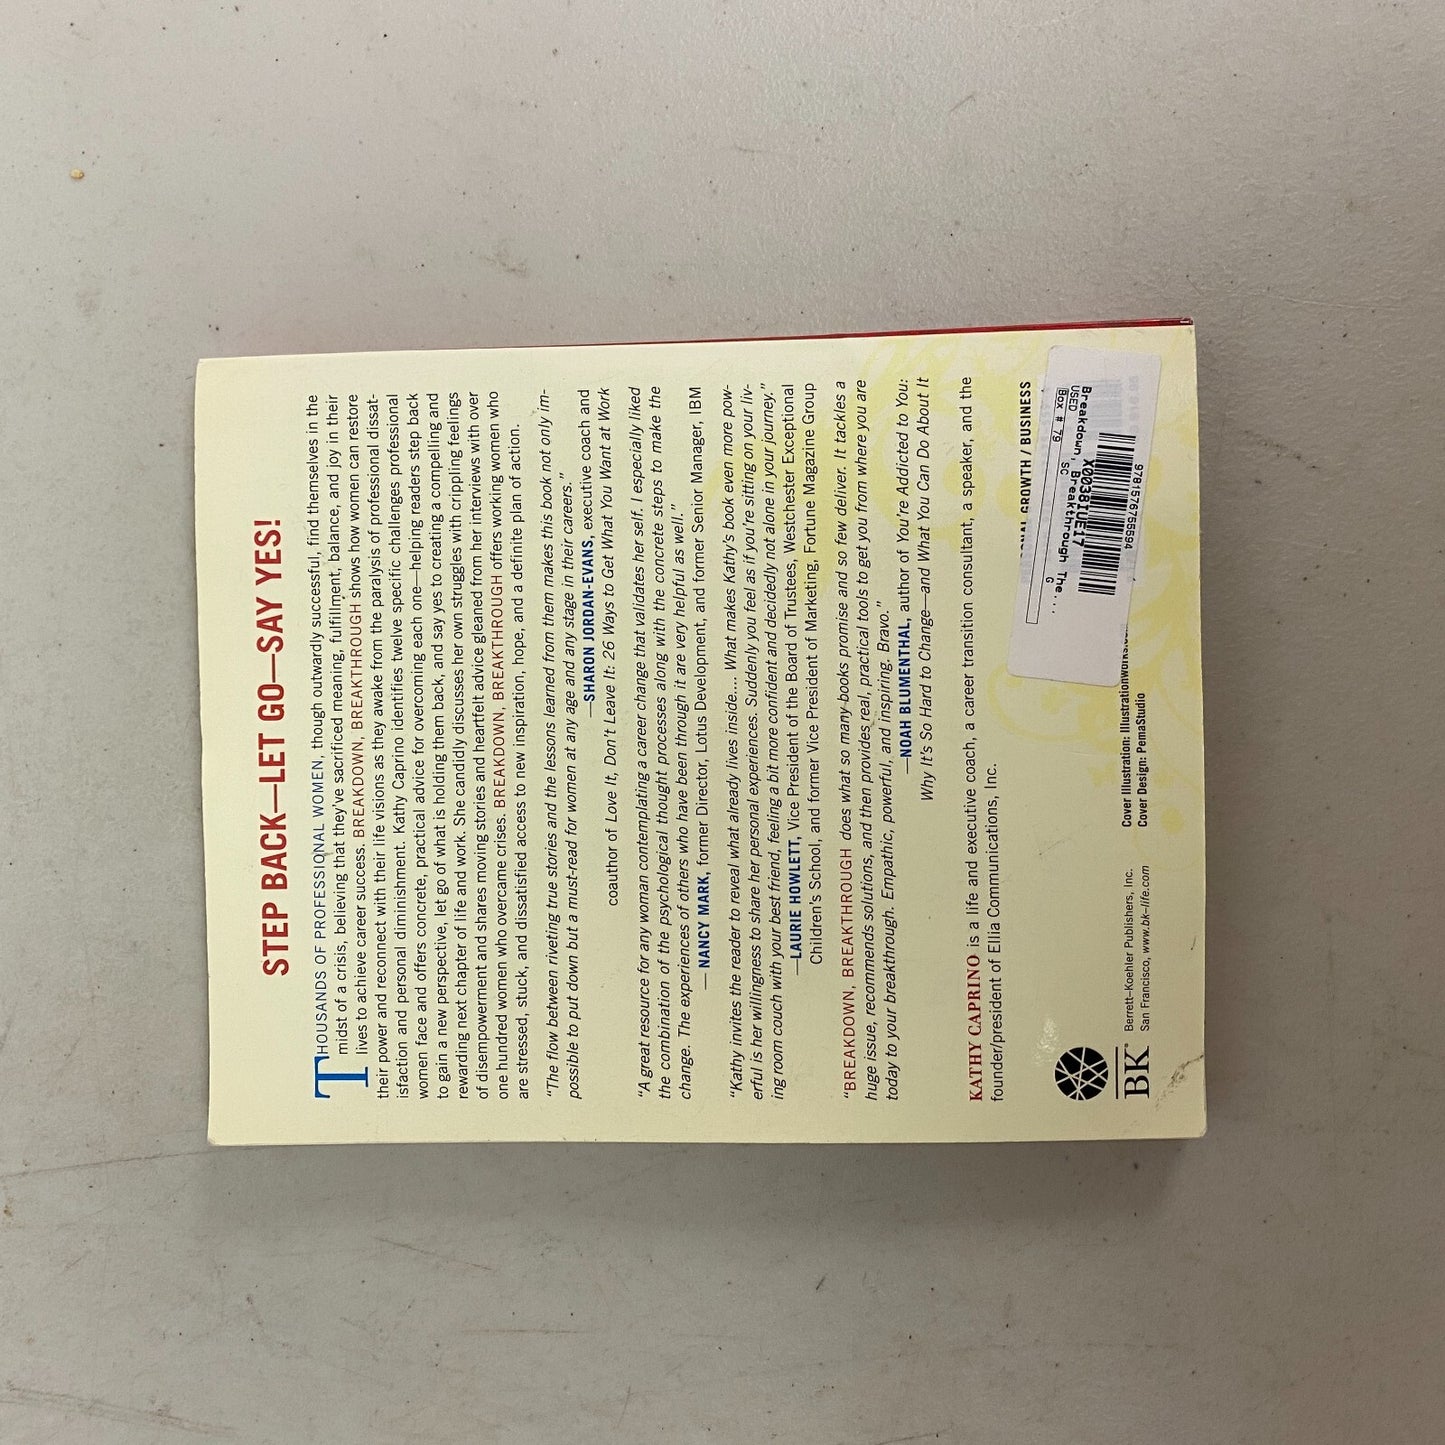 STEP BACK—LET GO—SAY YES!
THOUSANDS OF PROFESSIONAL WOMEN, though outwardly successful, find themselves in the
midst of a crisis, believing that they've sacrificed meaning, fulfillment, balance, and joy in their
lives to achieve career success. BREAKDOWN, BREAKTHROUGH shows how women can restore
their power and reconnect with their life visions as they awake from the paralysis of professional dissat-
isfaction and personal diminishment. Kathy Caprino identifies twelve specific challenges professional
women face and offers concrete, practical advice for overcoming each one—helping readers step back
to gain a new perspective, let go of what is holding them back, and say yes to creating a compelling and
rewarding next chapter of life and work. She candidly discusses her own struggles with crippling feelings
of disempowerment and shares moving stories and heartfelt advice gleaned from her interviews with over
one hundred women who overcame crises. BREAKDOWN, BREAKTHROUGH offers working women who
are stressed, stuck, and dissatisfied access to new inspiration, hope, and a definite plan of action.
"The flow between riveting true stories and the lessons learned from them makes this book not only im-
possible to put down but a must-read for women at any age and any stage in their careers."
—SHARON JORDAN-EVANS, executive coach and
coauthor of Love It, Don't Leave It: 26 Ways to Get What You Want at Work
"A great resource for any woman contemplating a career change that validates her self. I especially liked
the combination of the psychological thought processes along with the concrete steps to make the
change. The experiences of others who have been through it are very helpful as well."
— NANCY MARK, former Director, Lotus Development, and former Senior Manager, IBM
"Kathy invites the reader to reveal what already lives inside.... What makes Kathy's book even more pow-
erful is her willingness to share her personal experiences. Suddenly you feel as if you're sitting on your liv-
ing room couch with your best friend, feeling a bit more confident and decidedly not alone in your journey."
—LAURIE HOWLETT, Vice President of the Board of Trustees, Westchester Exceptional
Children's School, and former Vice President of Marketing, Fortune Magazine Group
"BREAKDOWN, BREAKTHROUGH does what so many books promise and so few deliver. It tackles a
huge issue, recommends solutions, and then provides real, practical tools to get you from where you are
today to your breakthrough. Empathic, powerful, and inspiring. Bravo."
—NOAH BLUMENTHAL, author of You're Addicted to You:
Why It's So Hard to Change—and What You Can Do About It
KATHY CAPRINO is a life and executive coach, a career transition consultant, a speaker, and the
founder/president of Ellia Communications, Inc.
GROWTH / BUSINESS
BK
Berrett–Koehler Publishers, Inc.
San Francisco, www.bk-life.com
Cover Illustration: Illustrationworks.
Cover Design: PemaStudio
Box # 79
G
USED SC
Breakdown, Breakthrough The....
X0038IUE17
9781576755594